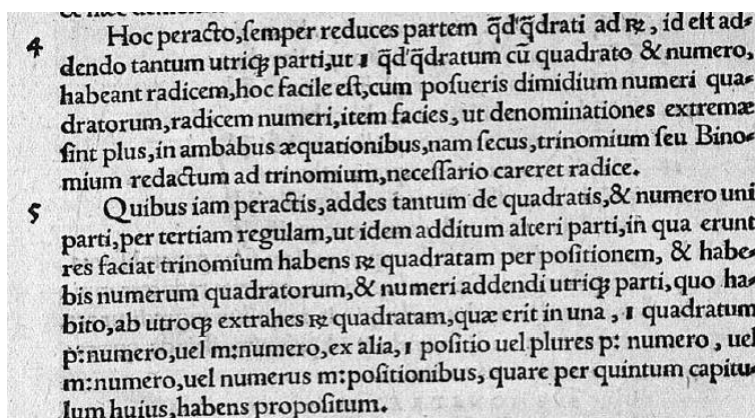 4 Hoc peracto, ſemper reduces partem q̃d'q̃drati ad ℞, id eſt ad⸗
dendo tantum utriq̃ꝫ parti, ut 1 q̃d'q̃dratum cũ quadrato & numero,
habeant radicem, hoc facile eſt, cum poſueris dimidium numeri qua⸗
dratorum, radicem numeri, item facies, ut denominationes extremæ
ſint plus, in ambabus æquationibus, nam ſecus, trinomium ſeu Bino⸗
mium redactum ad trinomium, neceſſario careret radice.
5 Quibus iam peractis, addes tantum de quadratis, & numero uni
parti, per tertiam regulam, ut idem additum alteri parti, in qua erunt
res faciat trinomium habens ℞ quadratam per poſitionem, & habe⸗
bis numerum quadratorum, & numeri addendi utriqꝫ parti, quo ha⸗
bito, ab utroqꝫ extrahes ℞ quadratam, quæ erit in una, 1 quadratum
p̃: numero, uel m̃: numero, ex alia, 1 poſitio uel plures p̃: numero, uel
m̃: numero, uel numerus m̃: poſitionibus, quare per quintum capitu⸗
lum huius, habens propoſitum.